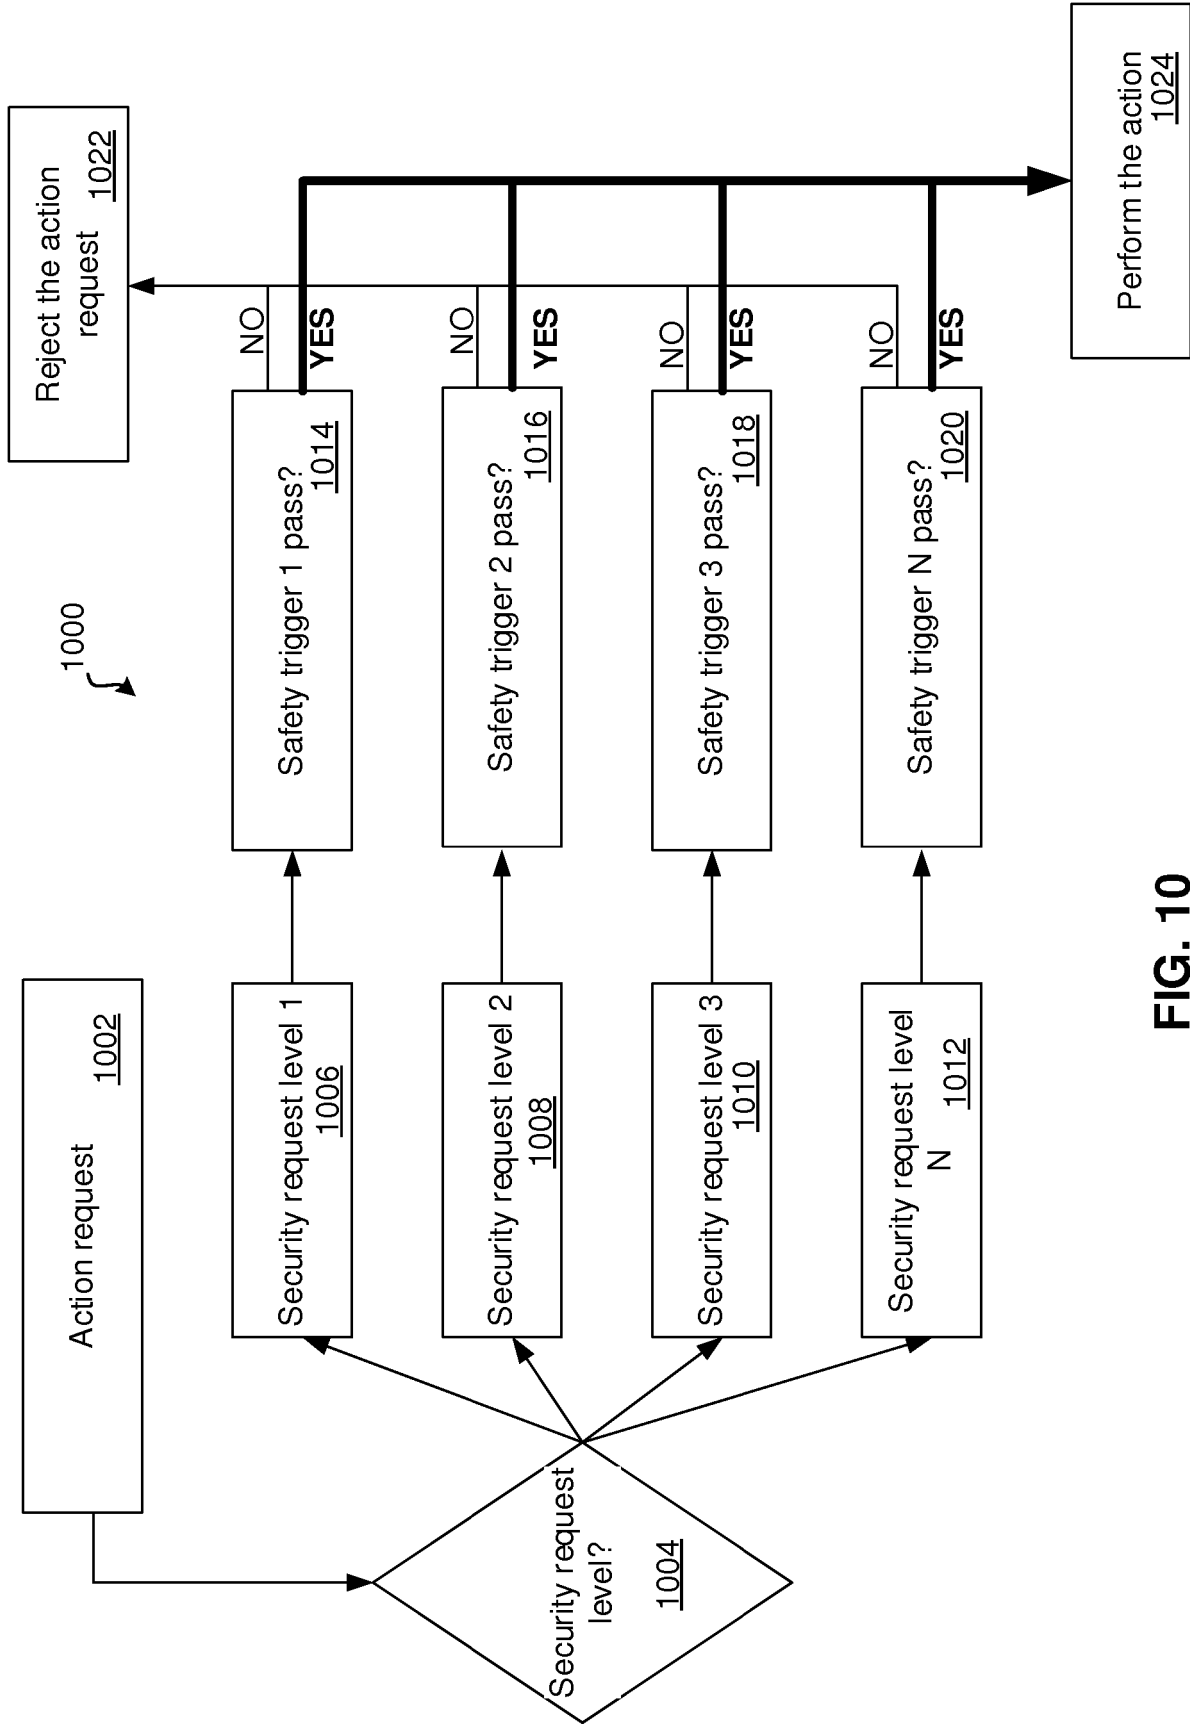 1000
Action request
1002
Reject the action
request
1022
Security request
level?
1004
Security request level 1
1006
Safety trigger 1 pass?
1014
NO
YES
Security request level 2
1008
Safety trigger 2 pass?
1016
NO
YES
Security request level 3
1010
Safety trigger 3 pass?
1018
NO
YES
Security request level
N
1012
Safety trigger N pass?
1020
NO
YES
Perform the action
1024
FIG. 10